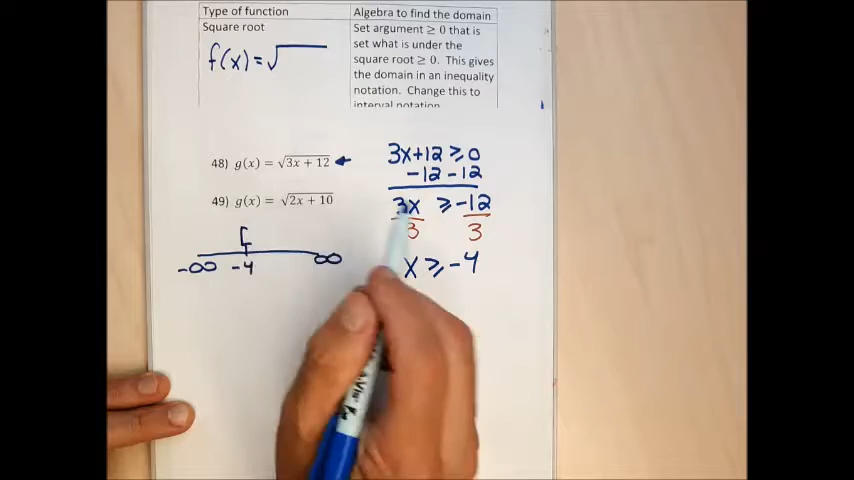 Type of function
Algebra to find the domain
Square root
f(x)=√
Set argument ≥ 0 that is
set what is under the
square root ≥ 0. This gives
the domain in an inequality
notation. Change this to
interval notation
48) g(x) = √3x + 12
3x+12 ≥ 0
-12 -12
49) g(x) = √2x + 10
3x ≥ -12
3 3
x ≥ -4
[
-∞ -4 ∞